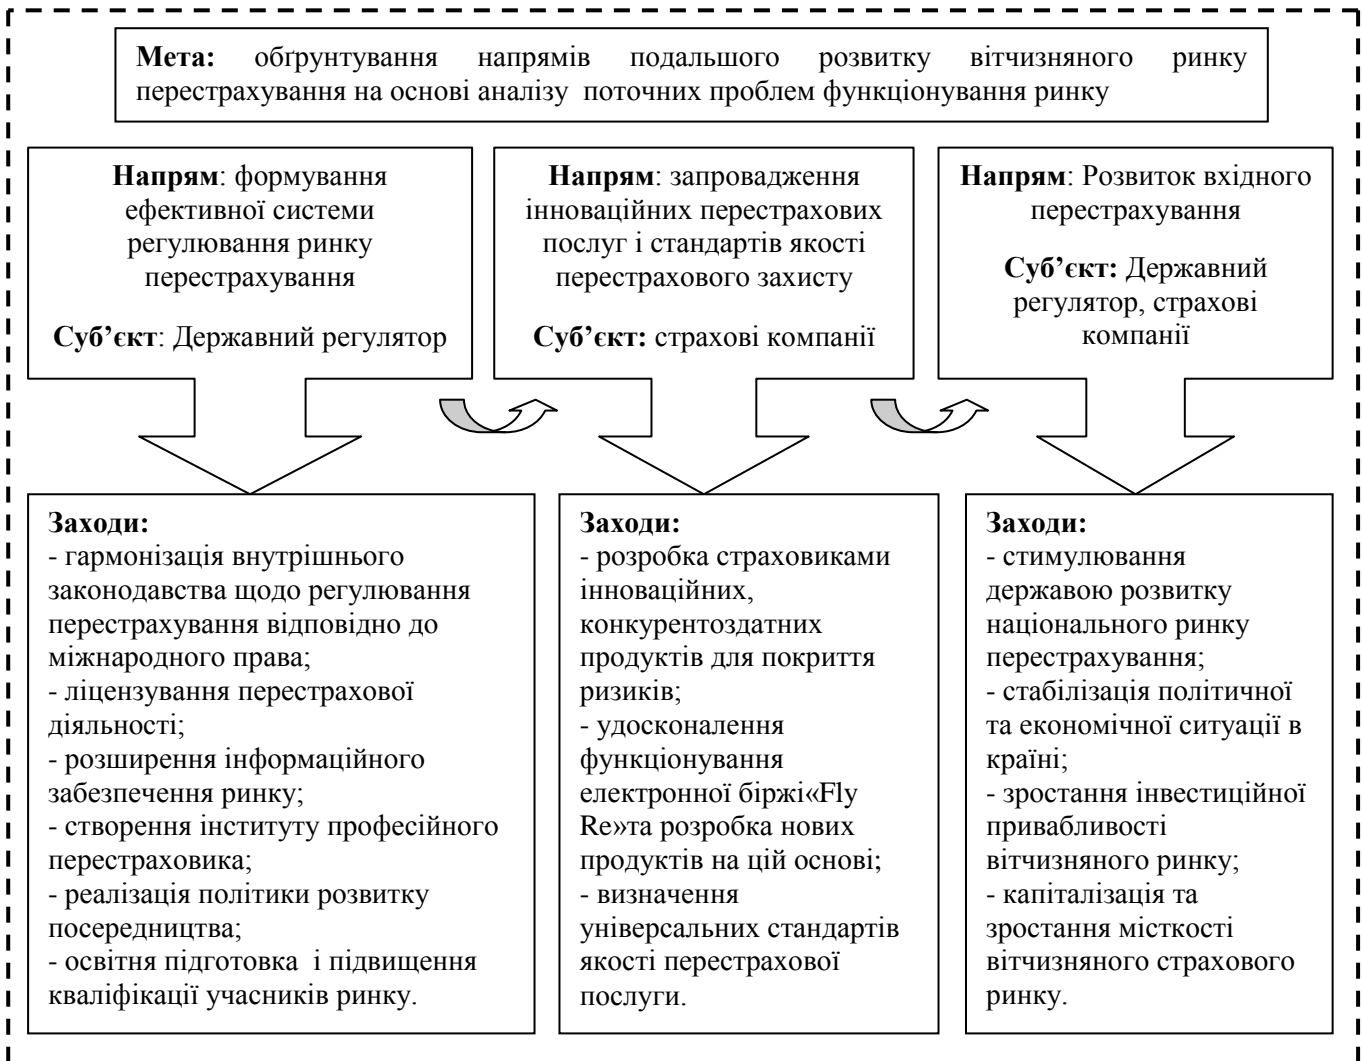 Мета: обґрунтування напрямів подальшого розвитку вітчизняного ринку
перестрахування на основі аналізу поточних проблем функціонування ринку
Напрям: формування
ефективної системи
регулювання ринку
перестрахування
Суб’єкт: Державний регулятор
Напрям: запровадження
інноваційних перестрахових
послуг і стандартів якості
перестрахового захисту
Суб’єкт: страхові компанії
Напрям: Розвиток вхідного
перестрахування
Суб’єкт: Державний
регулятор, страхові
компанії
Заходи:
- гармонізація внутрішнього
законодавства щодо регулювання
перестрахування відповідно до
міжнародного права;
- ліцензування перестрахової
діяльності;
- розширення інформаційного
забезпечення ринку;
- створення інституту професійного
перестраховика;
- реалізація політики розвитку
посередництва;
- освітня підготовка і підвищення
кваліфікації учасників ринку.
Заходи:
- розробка страховиками
інноваційних,
конкурентоздатних
продуктів для покриття
ризиків;
- удосконалення
функціонування
електронної біржі«Fly
Re»та розробка нових
продуктів на цій основі;
- визначення
універсальних стандартів
якості перестрахової
послуги.
Заходи:
- стимулювання
державою розвитку
національного ринку
перестрахування;
- стабілізація політичної
та економічної ситуації в
країні;
- зростання інвестиційної
привабливості
вітчизняного ринку;
- капіталізація та
зростання місткості
вітчизняного страхового
ринку.